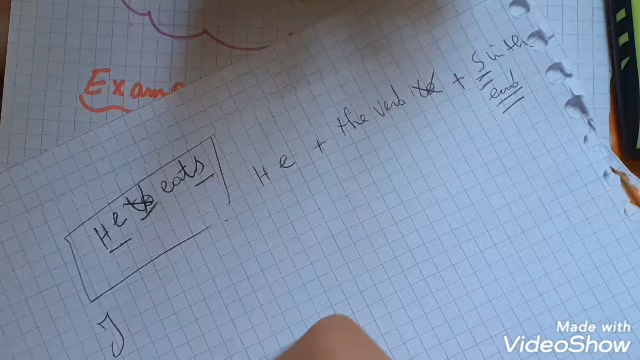 Exam
He + the verb + S in the
end
He eats
I
Made with
VideoShow